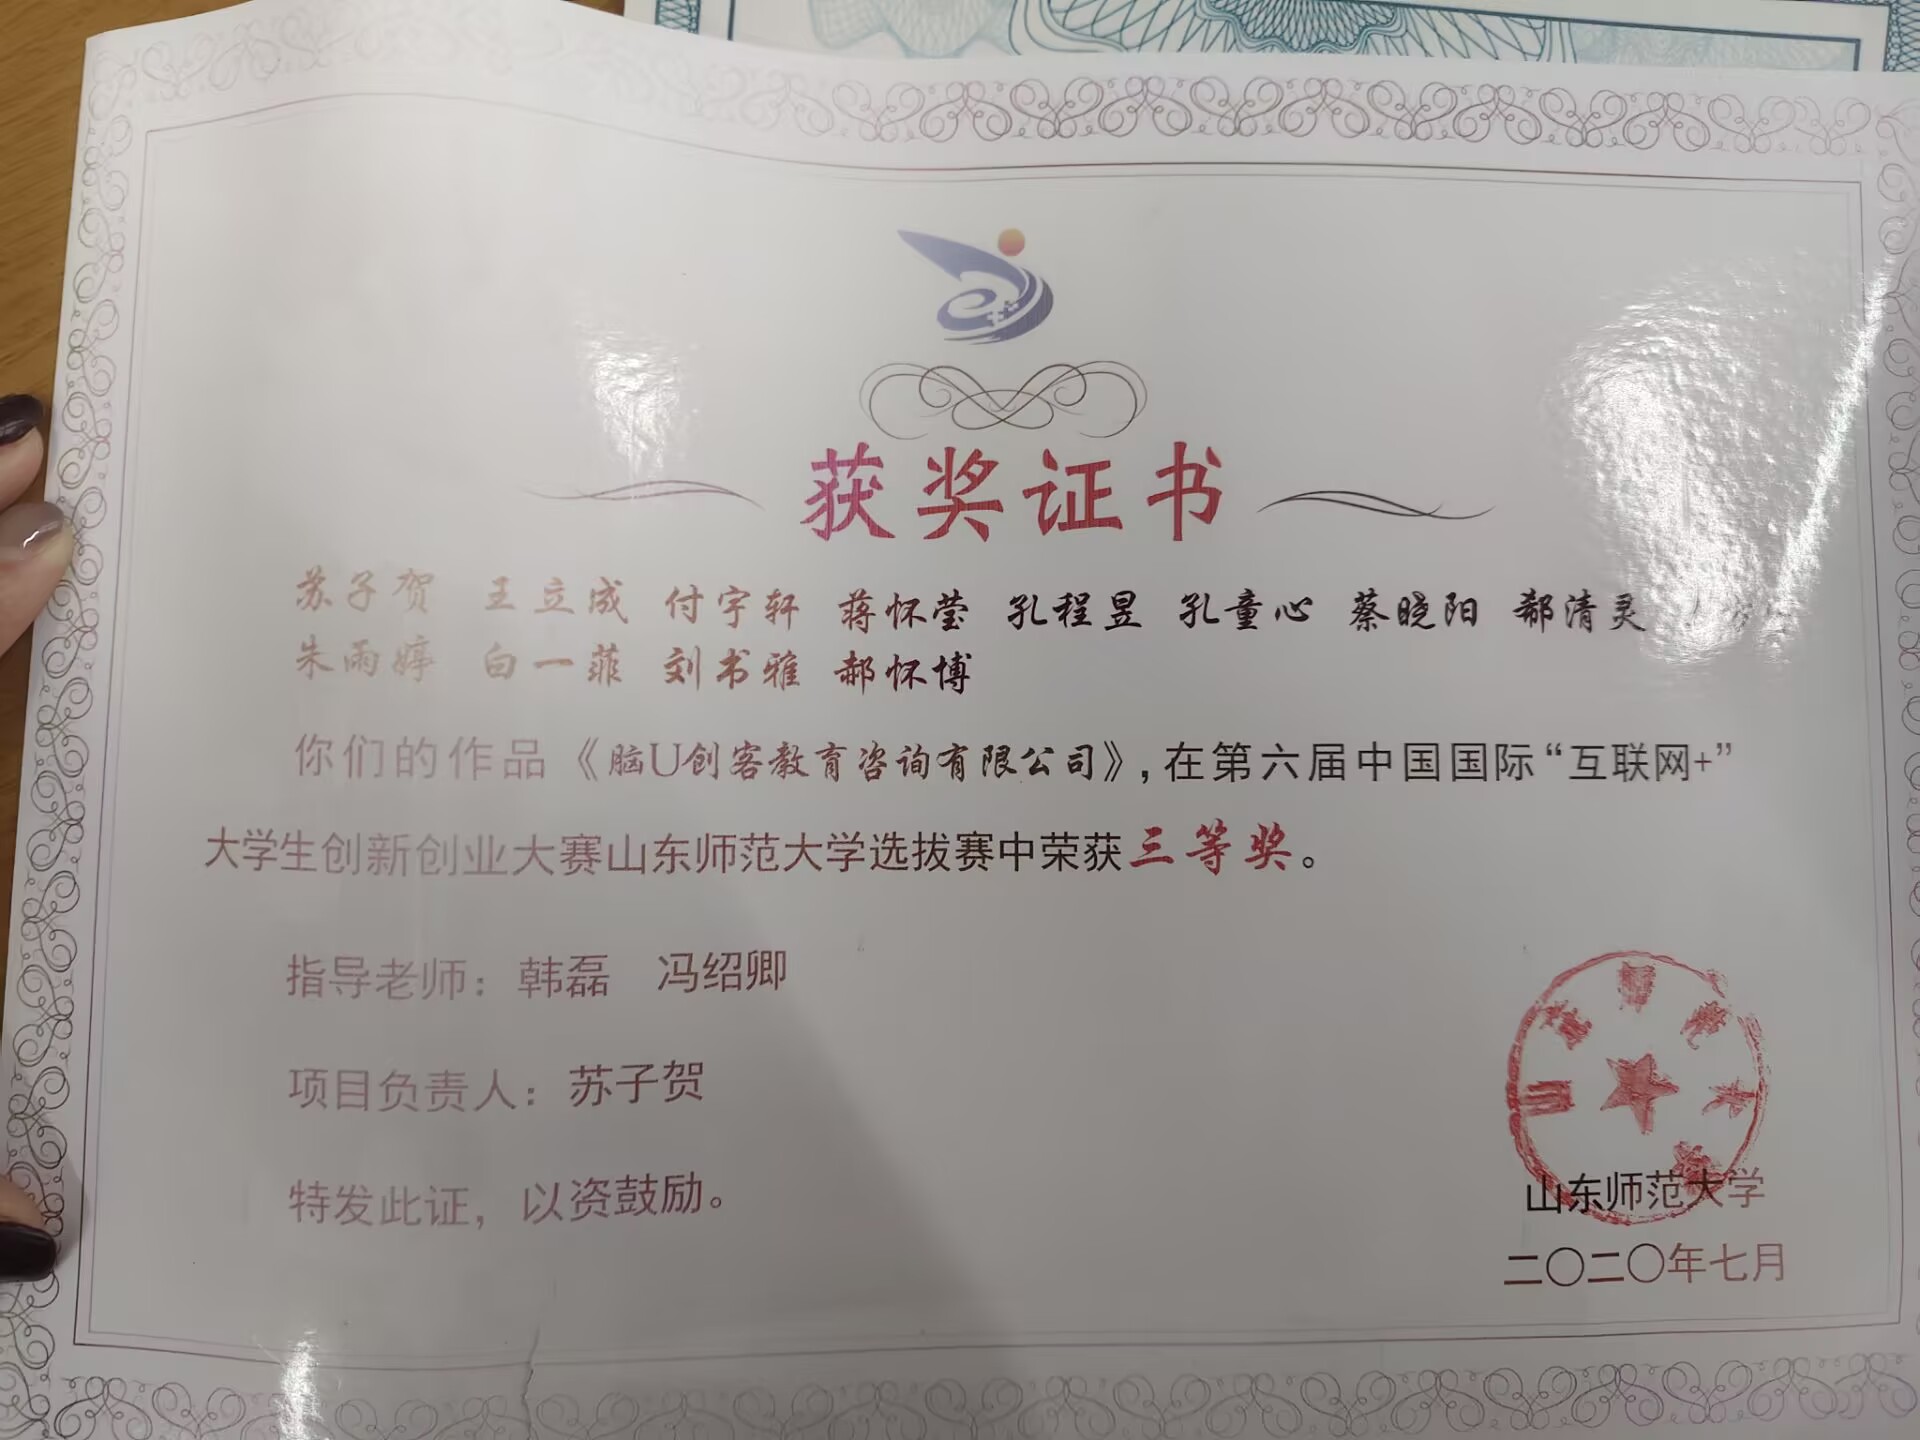 获奖证书
苏子贺 王立成 付宇轩 蒋怀莹 孔程昱 孔童心 蔡晓阳 郗清灵
朱雨婷 白一菲 刘书雅 郝怀博
你们的作品《脑U创客教育咨询有限公司》，在第六届中国国际“互联网+”
大学生创新创业大赛山东师范大学选拔赛中荣获三等奖。
指导老师：韩磊 冯绍卿
项目负责人：苏子贺
特发此证，以资鼓励。
山东师范大学
二〇二〇年七月